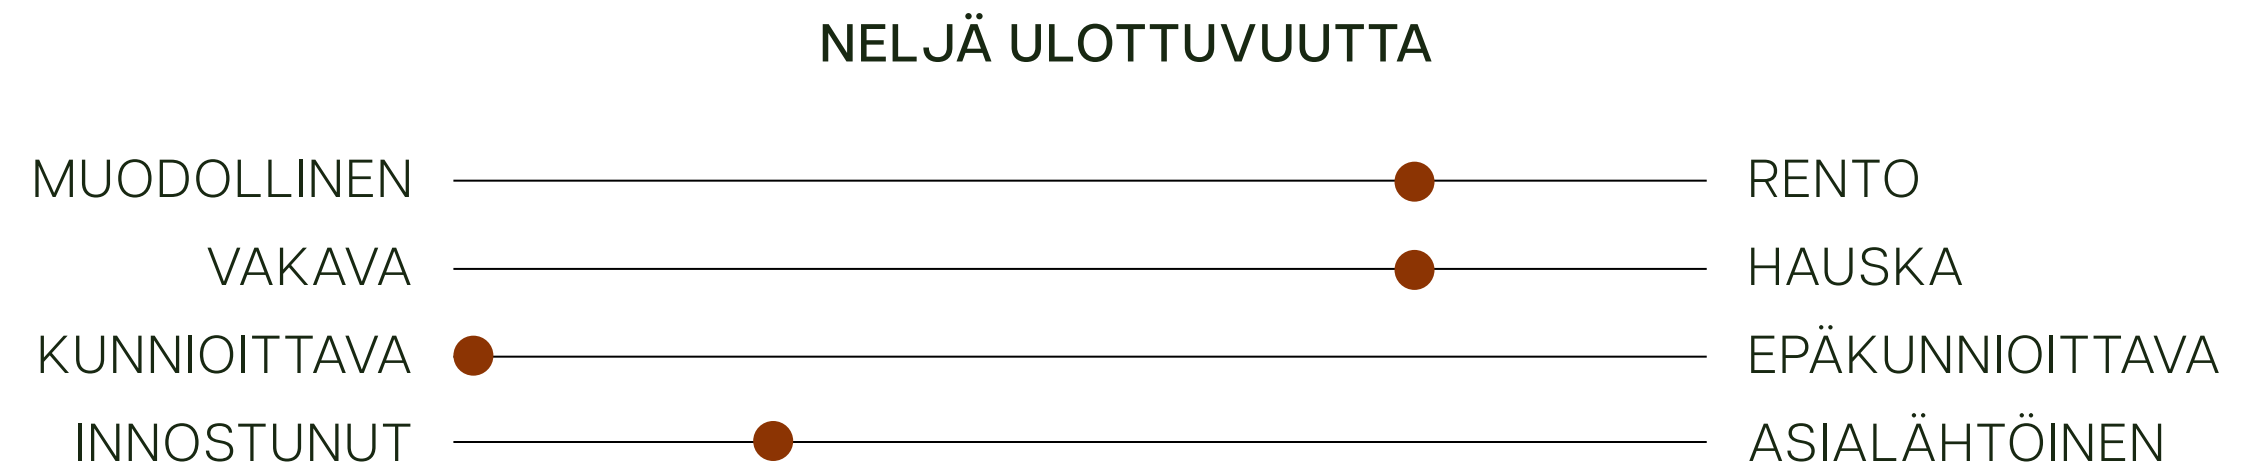 NELJÄ ULOTTUVUUTTA
MUODOLLINEN RENTO
VAKAVA HAUSKA
KUNNIOITTAVA EPÄKUNNIOITTAVA
INNOSTUNUT ASIALÄHTÖINEN